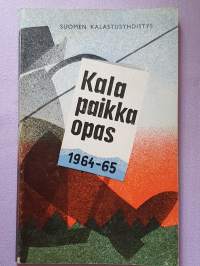 SUOMEN KALASTUSYHDISTYS
Kala
paikka
opas
1964-65